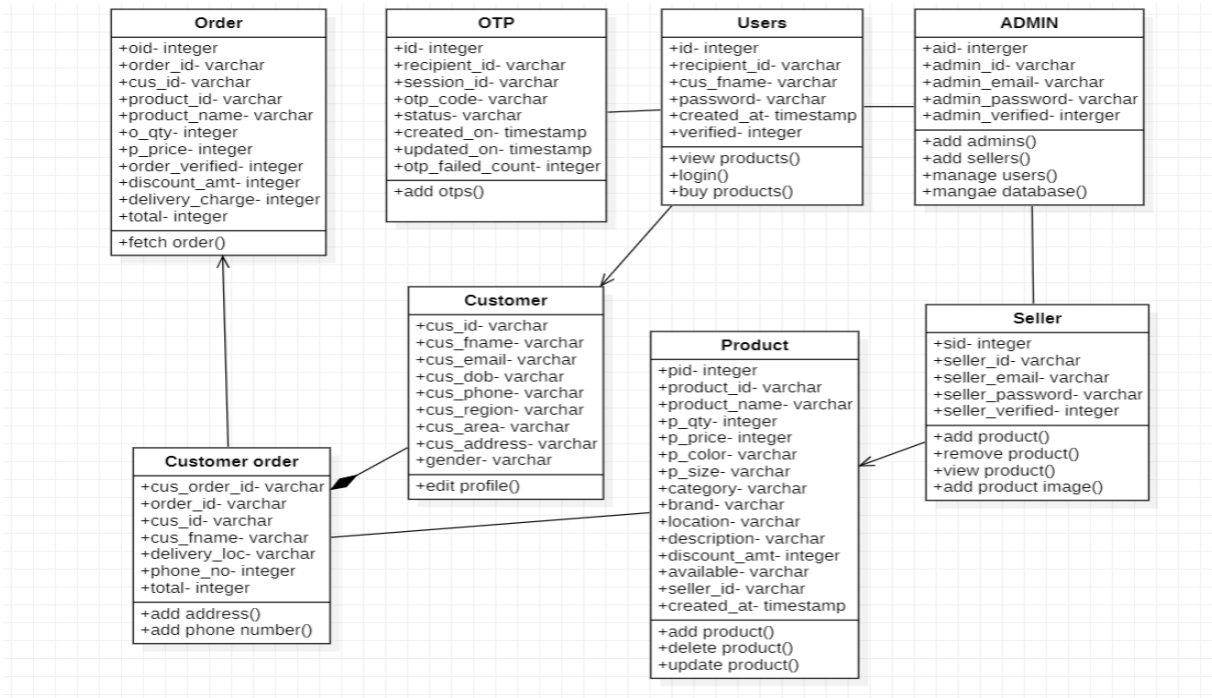 Order
+oid- integer
+order_id- varchar
+cus_id- varchar
+product_id- varchar
+product_name- varchar
+o_qty- integer
+p_price- integer
+order_verified- integer
+discount_amt- integer
+delivery_charge- integer
+total- integer
+fetch order()
OTP
+id- integer
+recipient_id- varchar
+session_id- varchar
+otp_code- varchar
+status- varchar
+created_on- timestamp
+updated_on- timestamp
+otp_failed_count- integer
+add otps()
Users
+id- integer
+recipient_id- varchar
+cus_fname- varchar
+password- varchar
+created_at- timestamp
+verified- integer
+view products()
+login()
+buy products()
ADMIN
+aid- interger
+admin_id- varchar
+admin_email- varchar
+admin_password- varchar
+admin_verified- interger
+add admins()
+add sellers()
+manage users()
+mangae database()
Customer
+cus_id- varchar
+cus_fname- varchar
+cus_email- varchar
+cus_dob- varchar
+cus_phone- varchar
+cus_region- varchar
+cus_area- varchar
+cus_address- varchar
+gender- varchar
+edit profile()
Product
+pid- integer
+product_id- varchar
+product_name- varchar
+p_qty- integer
+p_price- integer
+p_color- varchar
+p_size- varchar
+category- varchar
+brand- varchar
+location- varchar
+description- varchar
+discount_amt- integer
+available- varchar
+seller_id- varchar
+created_at- timestamp
+add product()
+delete product()
+update product()
Seller
+sid- integer
+seller_id- varchar
+seller_email- varchar
+seller_password- varchar
+seller_verified- integer
+add product()
+remove product()
+view product()
+add product image()
Customer order
+cus_order_id- varchar
+order_id- varchar
+cus_id- varchar
+cus_fname- varchar
+delivery_loc- varchar
+phone_no- integer
+total- integer
+add address()
+add phone number()